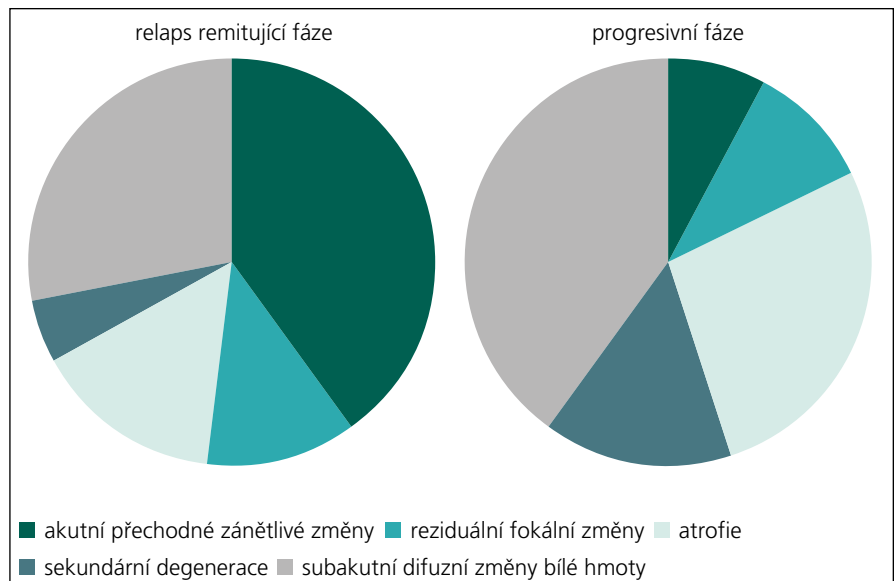 relaps remitující fáze
progresivní fáze
akutní přechodné zánětlivé změny
reziduální fokální změny
atrofie
sekundární degenerace
subakutní difuzní změny bílé hmoty